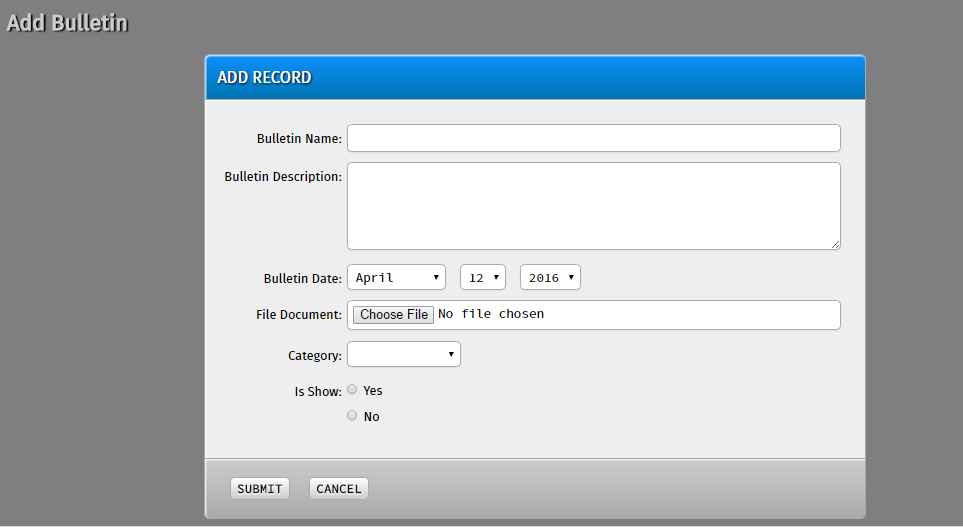 Add Bulletin
ADD RECORD
Bulletin Name:
Bulletin Description:
Bulletin Date: April 12 2016
File Document: Choose File No file chosen
Category:
Is Show: Yes
No
SUBMIT CANCEL